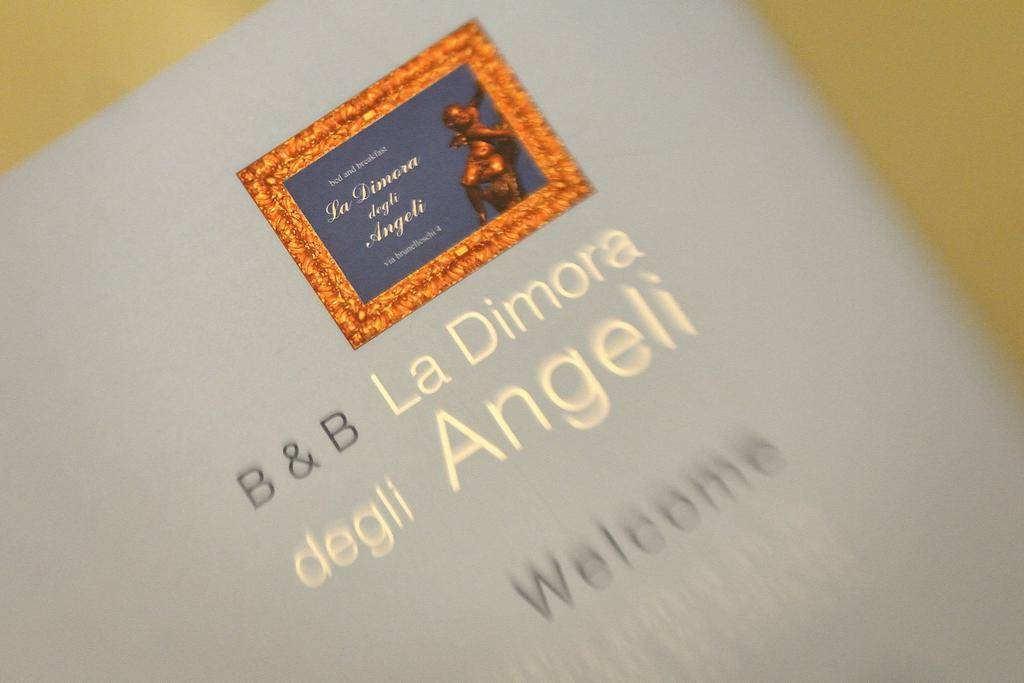 bed and breakfast
La Dimora
degli
Angeli
via brunelleschi 4
B & B La Dimora
degli Angeli
Welcome